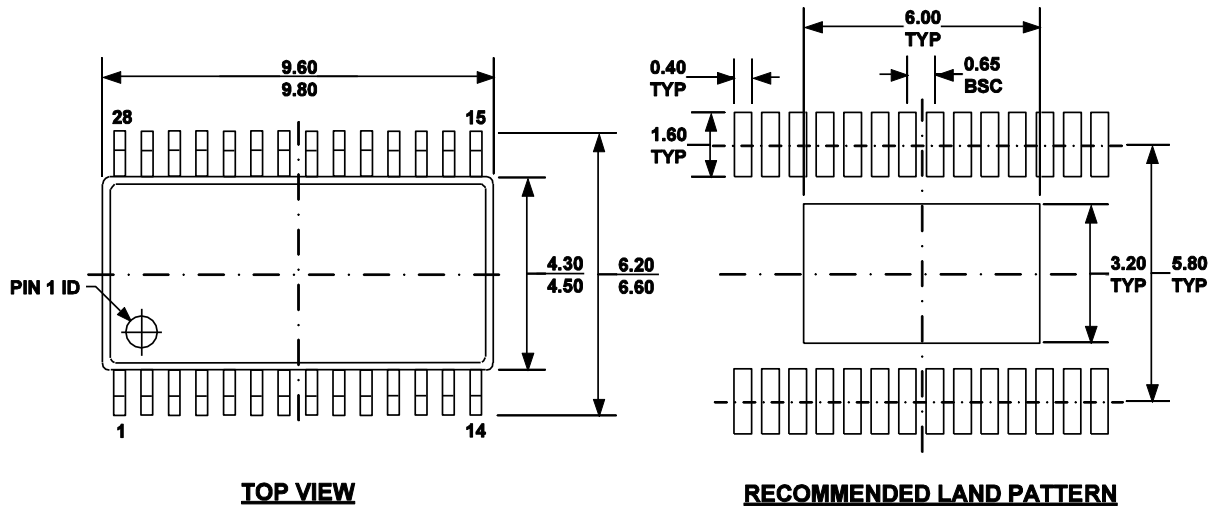 9.60
9.80
28
15
4.30
4.50
6.20
6.60
PIN 1 ID
1
14
TOP VIEW
6.00
TYP
0.40
TYP
0.65
BSC
1.60
TYP
3.20
TYP
5.80
TYP
RECOMMENDED LAND PATTERN